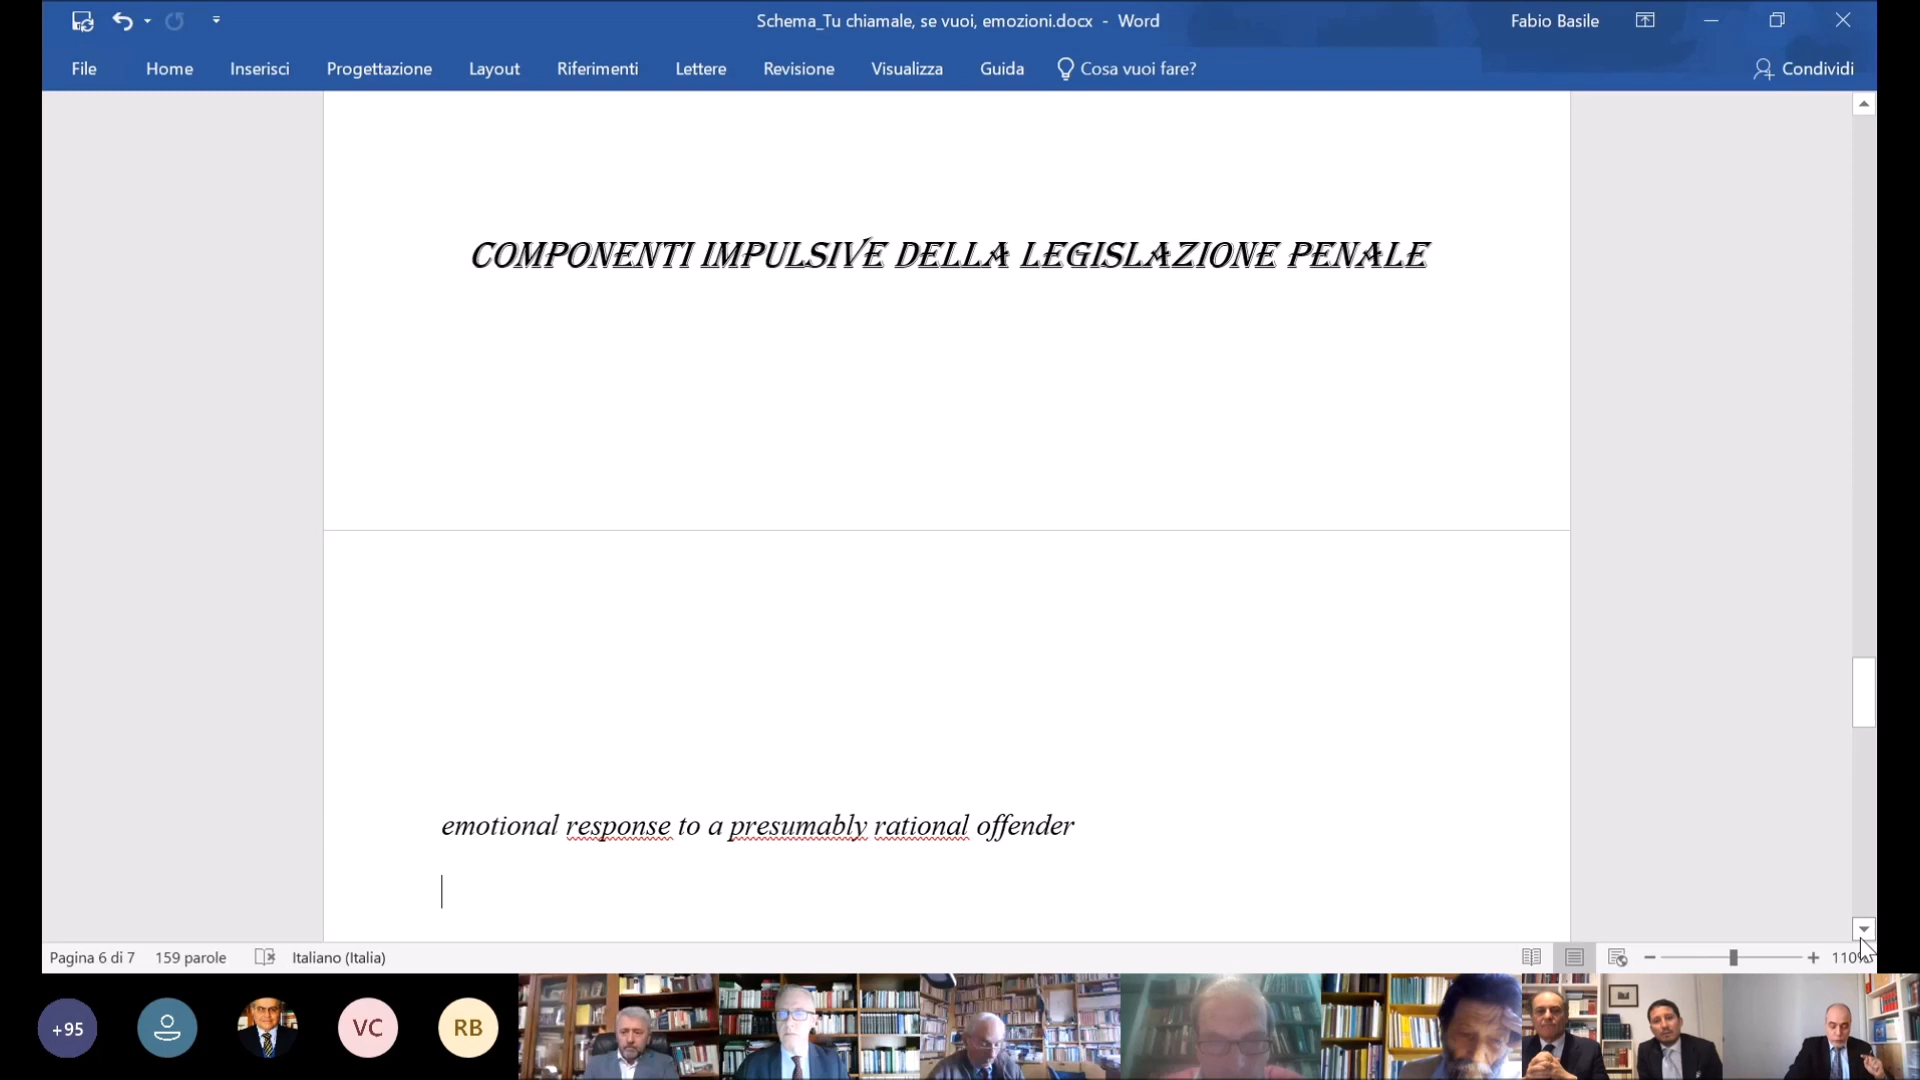 Schema_Tu chiamale, se vuoi, emozioni.docx - Word
Fabio Basile
File Home Inserisci Progettazione Layout Riferimenti Lettere Revisione Visualizza Guida Cosa vuoi fare? Condividi
COMPONENTI IMPULSIVE DELLA LEGISLAZIONE PENALE
emotional response to a presumably rational offender
Pagina 6 di 7 159 parole Italiano (Italia) 110%
+95 VC RB